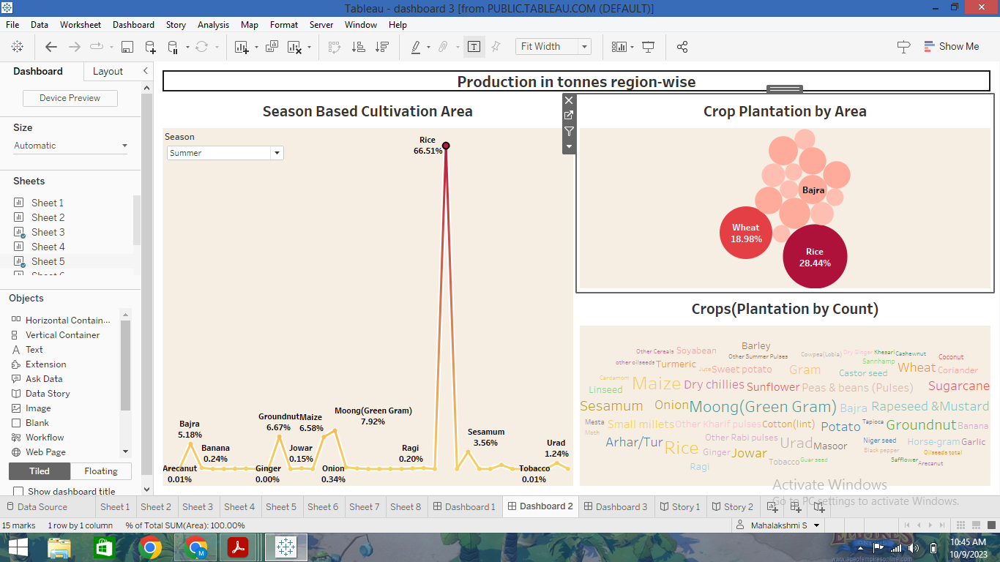 Tableau - dashboard 3 [from PUBLIC.TABLEAU.COM (DEFAULT)]
File Data Worksheet Dashboard Story Analysis Map Format Server Window Help
T Fit Width Show Me
Dashboard Layout
Device Preview
Size
Automatic
Sheets
Sheet 1
Sheet 2
Sheet 3
Sheet 4
Sheet 5
Objects
Horizontal Contain...
Vertical Container
A Text
Extension
Ask Data
Data Story
Image
Blank
Workflow
Web Page
Tiled Floating
Show dashboard title
Production in tonnes region-wise
Season Based Cultivation Area
Season
Summer
Rice
66.51%
Bajra
5.18%
Banana
0.24%
Arecanut
0.01%
Groundnut
6.67%
Maize
6.58%
Jowar
0.15%
Ginger
0.00%
Onion
0.34%
Moong(Green Gram)
7.92%
Ragi
0.20%
Sesamum
3.56%
Urad
1.24%
Tobacco
0.01%
Crop Plantation by Area
Bajra
Wheat
18.98%
Rice
28.44%
Crops(Plantation by Count)
Barley
Other Cereals Soyabean
Other Summer Pulses Cowpea(Lobia) Dry Ginger Khesari Cashewnut Coconut
other oilseeds Turmeric Sannhamp
Jute Sweet potato Gram Castor seed Wheat Coriander
Cardamom Maize Dry chillies Sunflower Peas & beans (Pulses) Sugarcane
Linseed
Sesamum Onion Moong(Green Gram) Bajra Rapeseed &Mustard
Mesta Small millets Other Kharif pulses Cotton(lint) Potato Tapioca Groundnut Banana
Moth
Arhar/Tur Rice Other Rabi pulses Urad Masoor Niger seed Horse-gram Garlic
Ginger Jowar Black pepper Oilseeds total
Ragi Tobacco Guar seed Safflower Arecanut
Activate Windows
Go to PC settings to activate Windows.
Data Source Sheet 1 Sheet 2 Sheet 3 Sheet 4 Sheet 5 Sheet 6 Sheet 7 Sheet 8 Dashboard 1 Dashboard 2 Dashboard 3 Story 1 Story 2
15 marks 1 row by 1 column % of Total SUM(Area): 100.00% Mahalakshmi S
M
10:45 AM
10/9/2023
www.ageofempiresonline.com